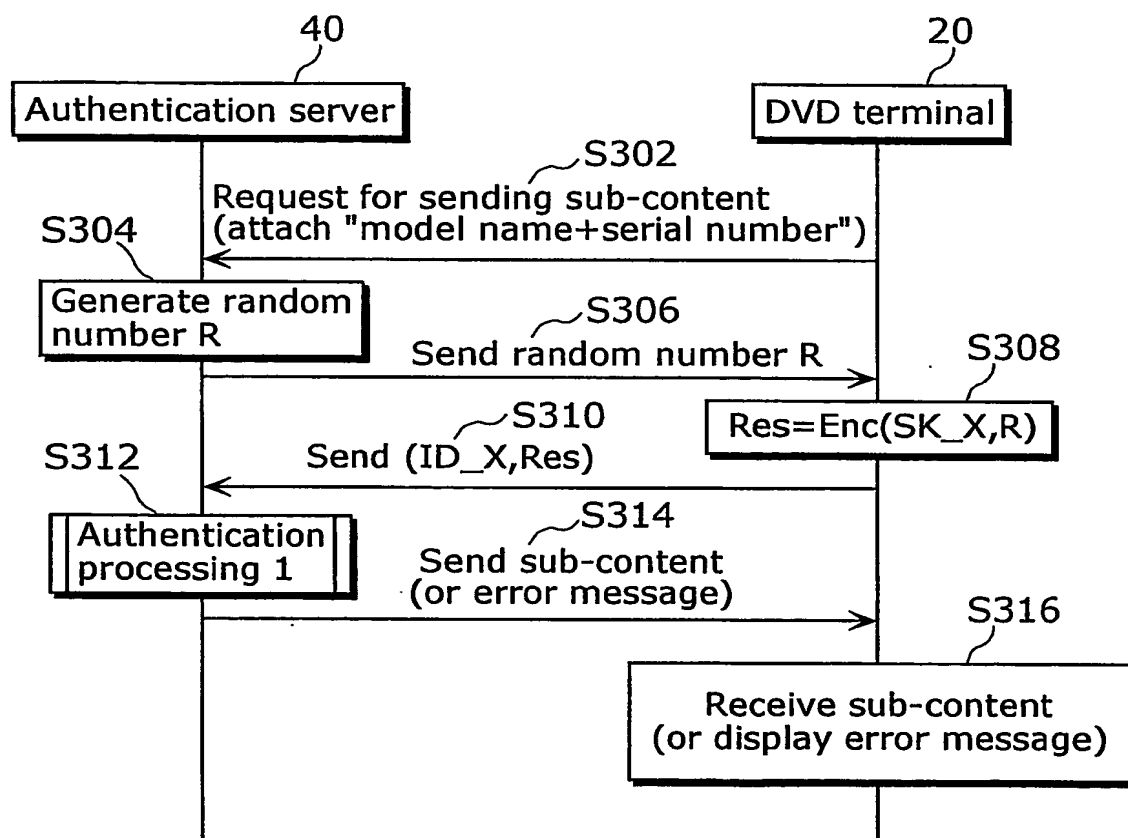 40
20
Authentication server
DVD terminal
S302
Request for sending sub-content
(attach "model name+serial number")
S304
Generate random
number R
S306
Send random number R
S308
Res=Enc(SK_X,R)
S310
Send (ID_X,Res)
S312
Authentication
processing 1
S314
Send sub-content
(or error message)
S316
Receive sub-content
(or display error message)